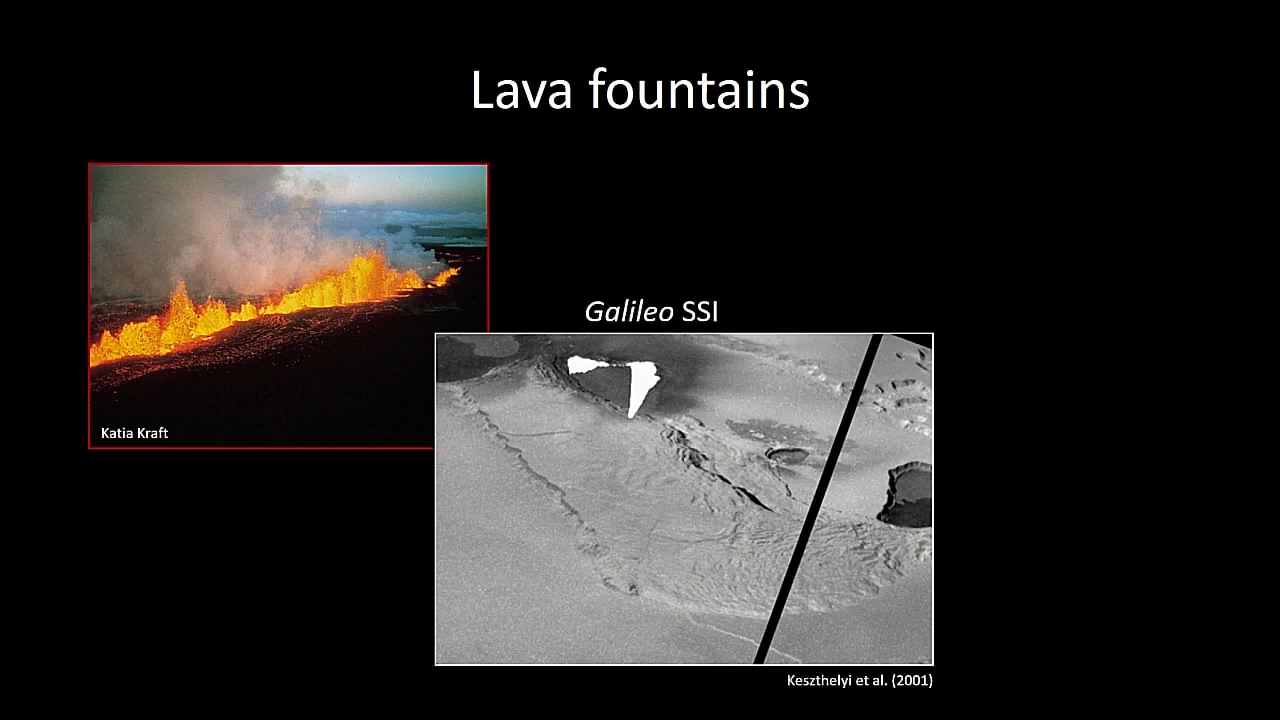 Lava fountains
Katia Kraft
Galileo SSI
Keszthelyi et al. (2001)